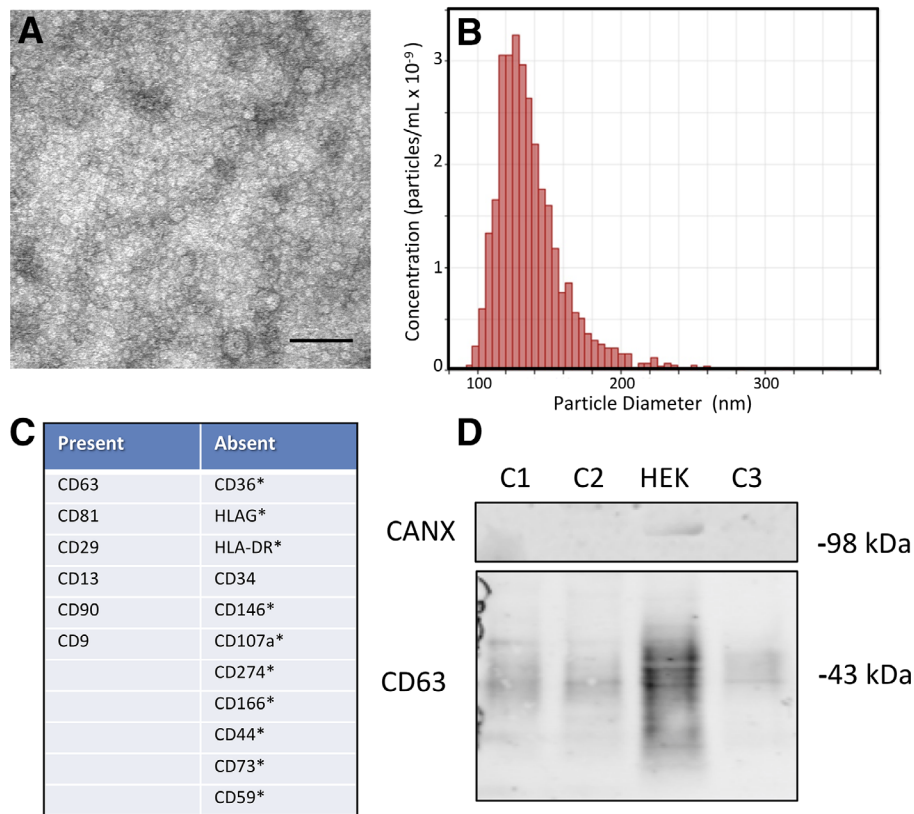 A
B
Concentration (particles/mL x 10⁻⁹)
3
2
1
0
100 200 300
Particle Diameter (nm)
C
Present Absent
CD63 CD36*
CD81 HLAG*
CD29 HLA-DR*
CD13 CD34
CD90 CD146*
CD9 CD107a*
CD274*
CD166*
CD44*
CD73*
CD59*
D
C1 C2 HEK C3
CANX
-98 kDa
CD63
-43 kDa